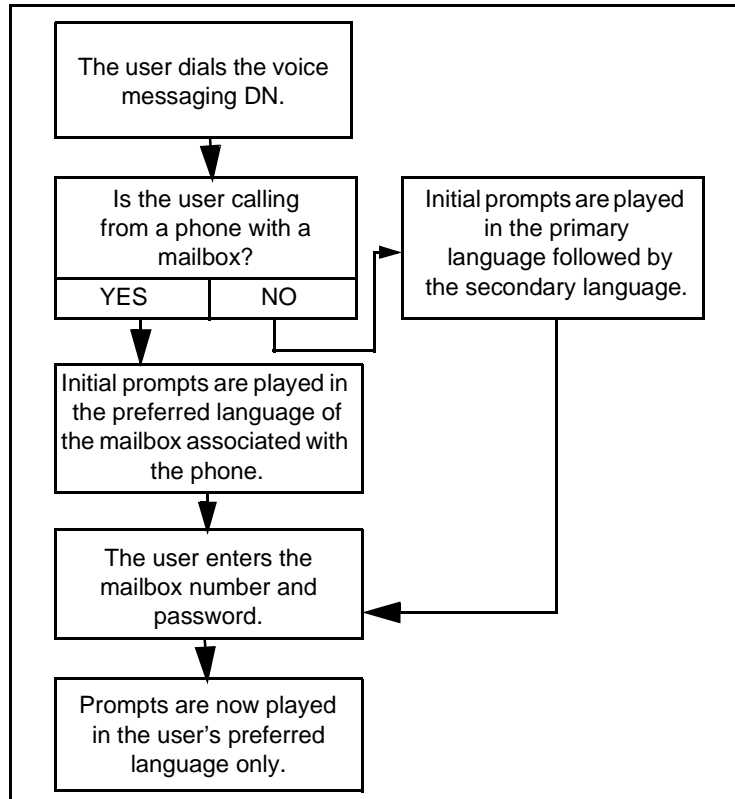 The user dials the voice
messaging DN.
Is the user calling
from a phone with a
mailbox?
YES
NO
Initial prompts are played
in the primary
language followed by
the secondary language.
Initial prompts are played in
the preferred language of
the mailbox associated with
the phone.
The user enters the
mailbox number and
password.
Prompts are now played
in the user's preferred
language only.